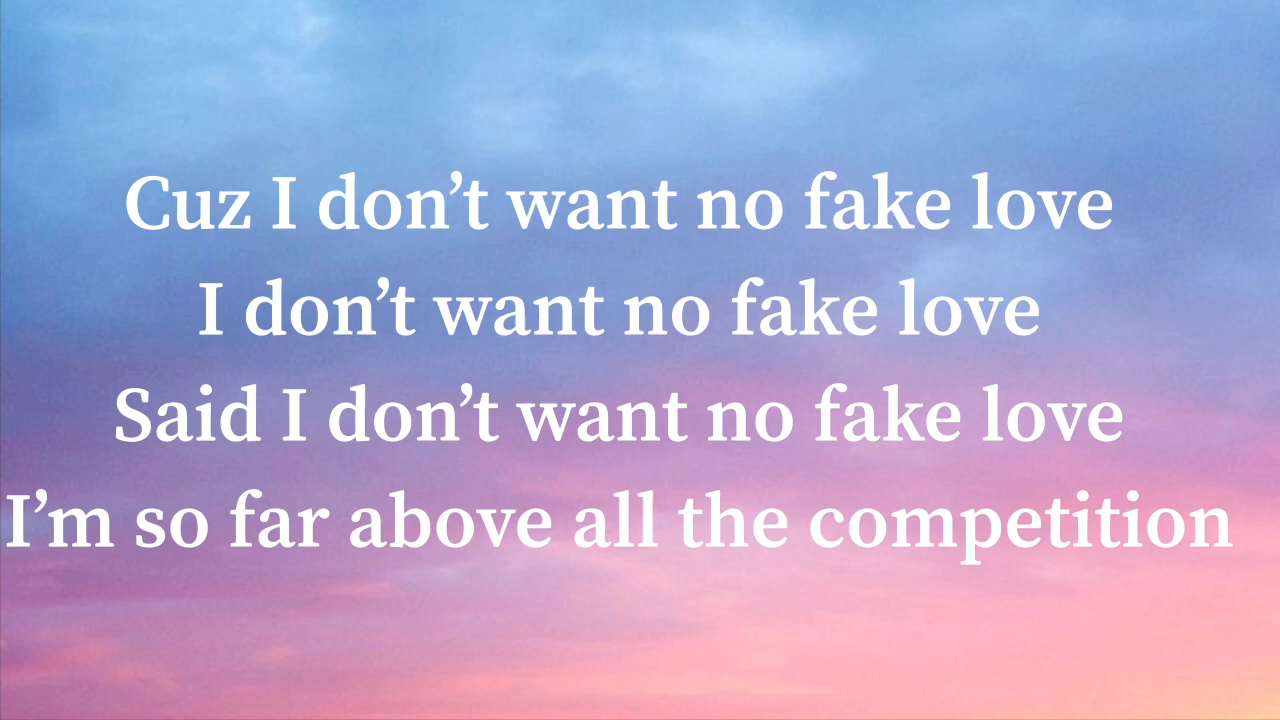 Cuz I don’t want no fake love
I don’t want no fake love
Said I don’t want no fake love
I’m so far above all the competition